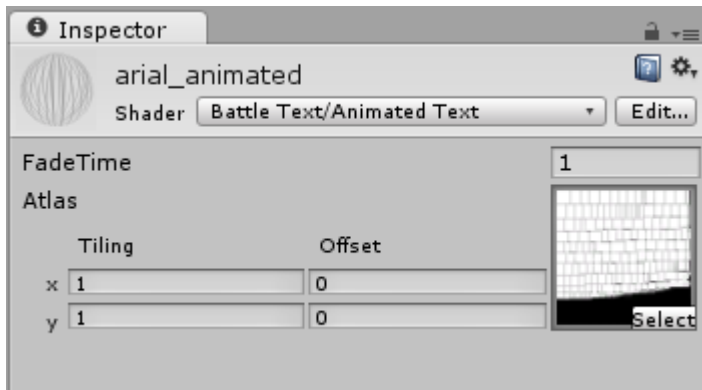 Inspector
arial_animated
Shader Battle Text/Animated Text Edit...
FadeTime 1
Atlas
Tiling Offset
x 1 0
y 1 0
Select